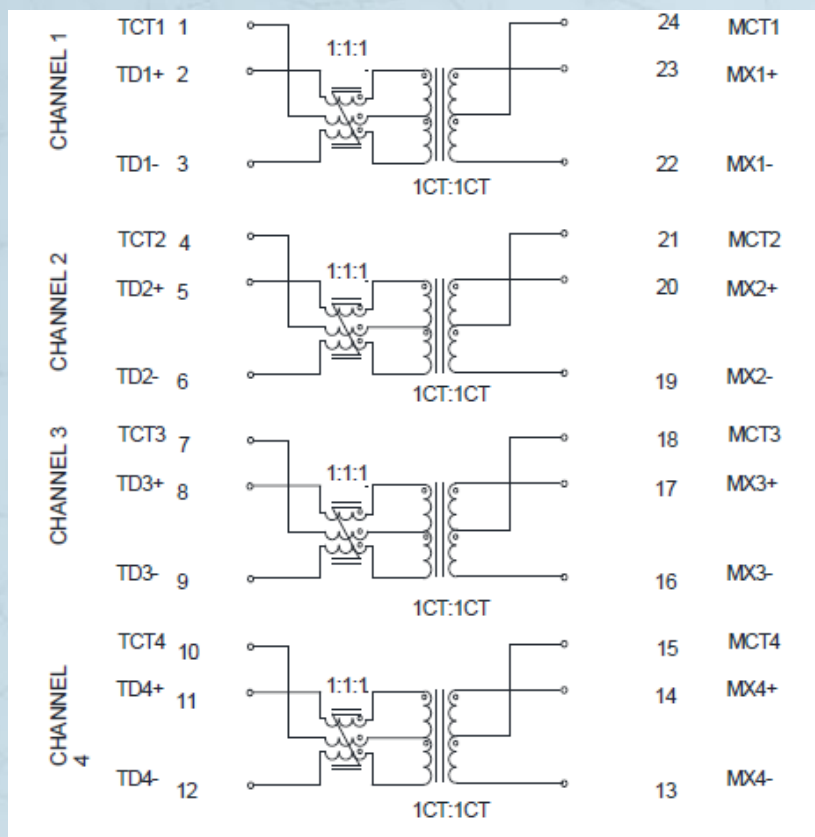 CHANNEL 1
TCT1 1 24 MCT1
1:1:1
TD1+ 2 23 MX1+
TD1- 3 22 MX1-
1CT:1CT
CHANNEL 2
TCT2 4 21 MCT2
1:1:1
TD2+ 5 20 MX2+
TD2- 6 19 MX2-
1CT:1CT
CHANNEL 3
TCT3 7 18 MCT3
1:1:1
TD3+ 8 17 MX3+
TD3- 9 16 MX3-
1CT:1CT
CHANNEL
4
TCT4 10 15 MCT4
1:1:1
TD4+ 11 14 MX4+
TD4- 12 13 MX4-
1CT:1CT